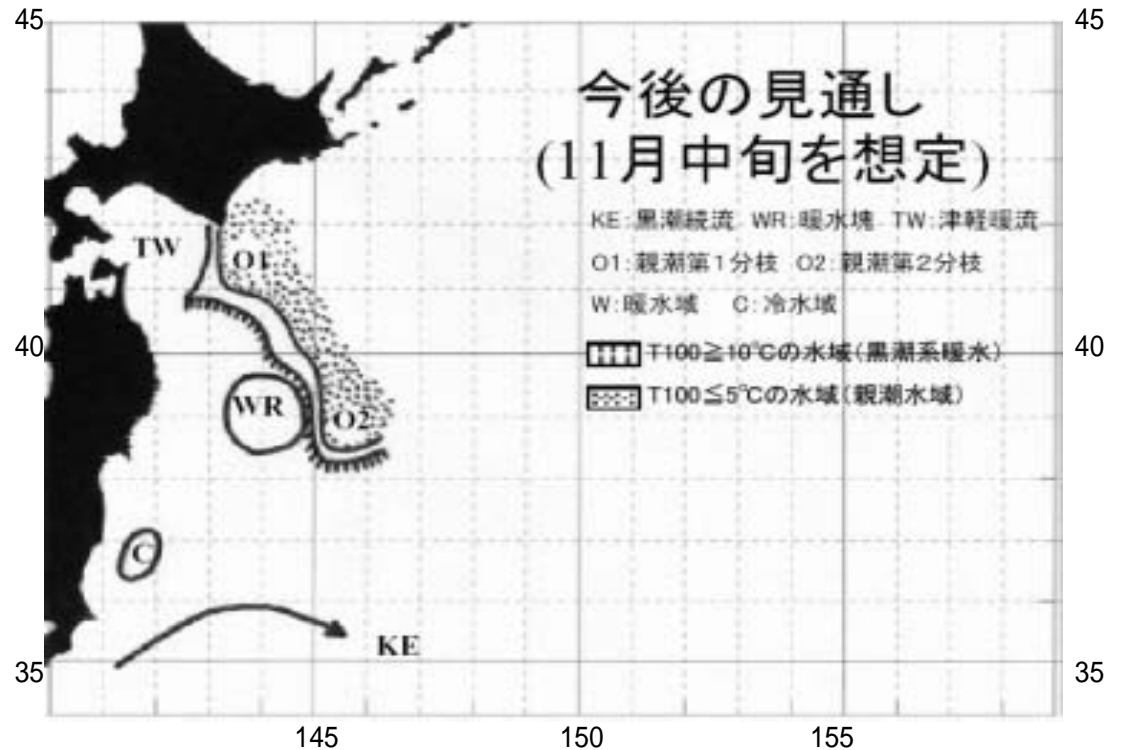 45 45
今後の見通し
(11月中旬を想定)
KE:黒潮続流 WR:暖水塊 TW:津軽暖流
TW
O1
O1:親潮第1分枝 O2:親潮第2分枝
W:暖水域 C:冷水域
40 40
T100≧10℃の水域(黒潮系暖水)
T100≦5℃の水域(親潮水域)
WR
O2
C
KE
35 35
145 150 155